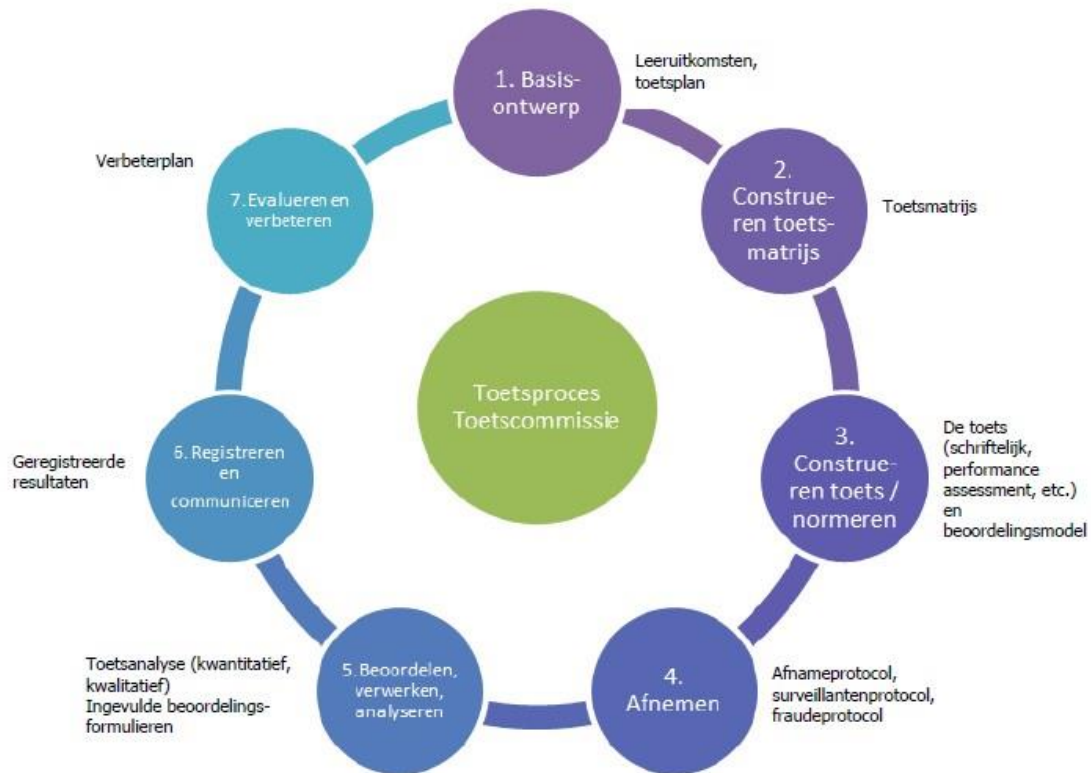 1. Basis-
ontwerp
Leeruitkomsten,
toetsplan
2.
Construe-
ren toets-
matrijs
Toetsmatrijs
3.
Construe-
ren toets /
normeren
De toets
(schriftelijk,
performance
assessment, etc.)
en
beoordelingsmodel
4.
Afnemen
Afnameprotocol,
surveillantenprotocol,
fraudeprotocol
5. Beoordelen,
verwerken,
analyseren
Toetsanalyse (kwantitatief,
kwalitatief)
Ingevulde beoordelings-
formulieren
6. Registreren
en
communiceren
Geregistreerde
resultaten
7. Evalueren en
verbeteren
Verbeterplan
Toetsproces
Toetscommissie